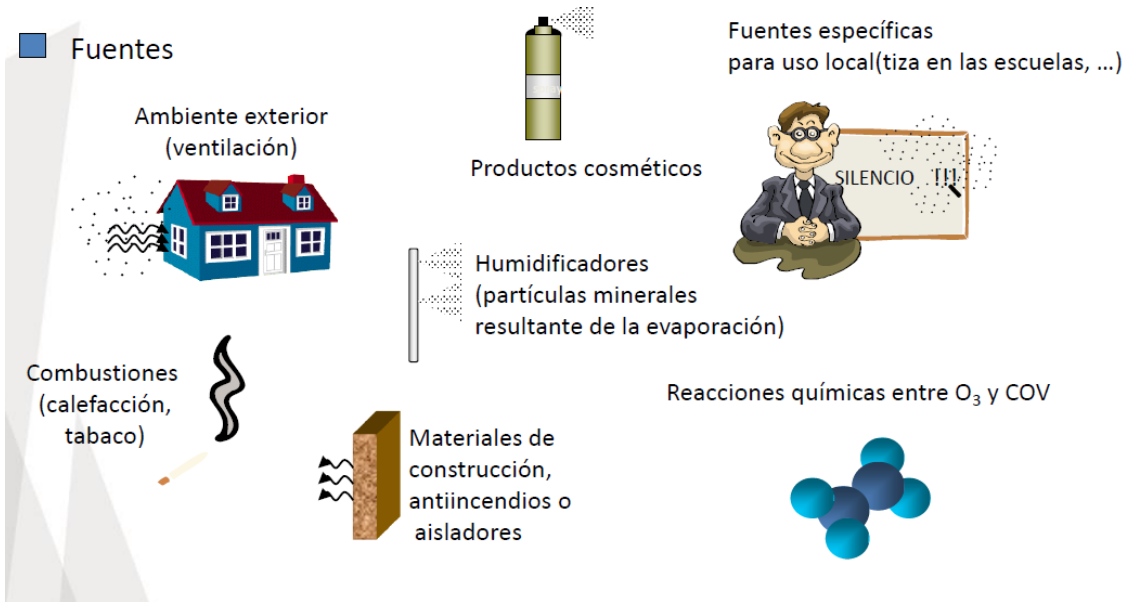 Fuentes
Ambiente exterior
(ventilación)
Productos cosméticos
Fuentes específicas
para uso local(tiza en las escuelas, …)
SILENCIO !!!
Humidificadores
(partículas minerales
resultante de la evaporación)
Combustiones
(calefacción,
tabaco)
Materiales de
construcción,
antiincendios o
aisladores
Reacciones químicas entre O₃ y COV